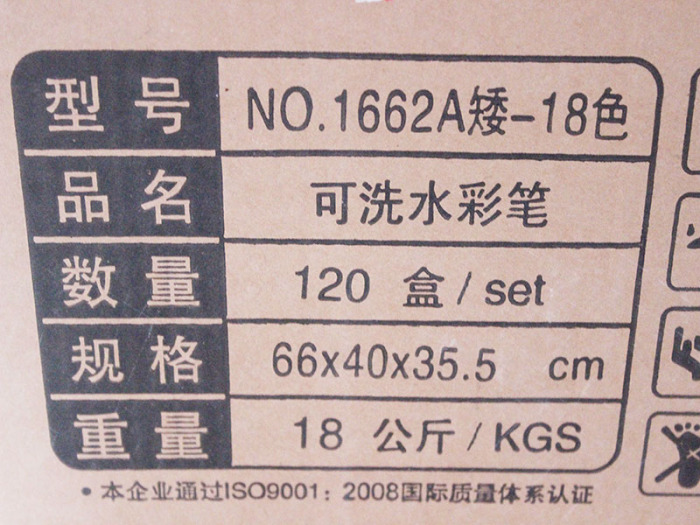 型号 NO.1662A矮-18色
品名 可洗水彩笔
数量 120 盒/set
规格 66x40x35.5 cm
重量 18 公斤/KGS
•本企业通过ISO9001：2008国际质量体系认证